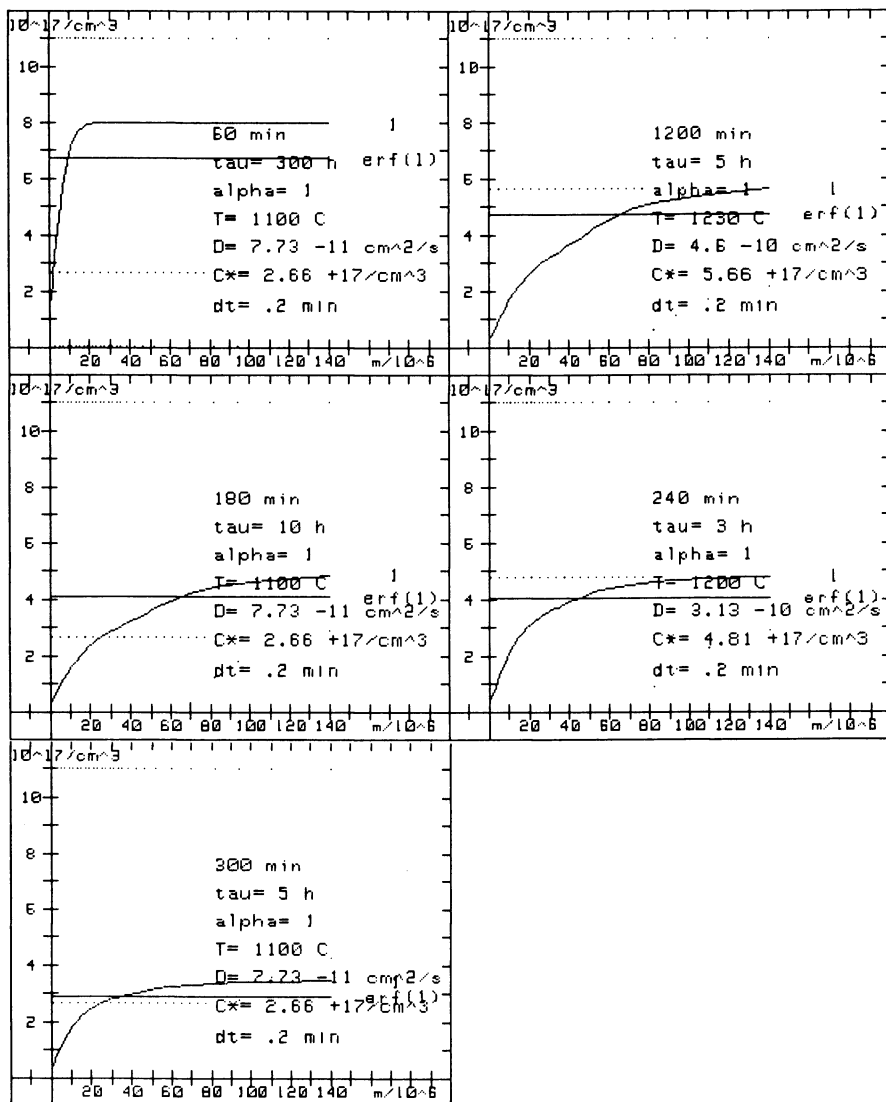 10^17/cm^3
10
8
6
4
2
60 min
1
tau= 300 h erf(1)
alpha= 1
T= 1100 C
D= 7.73 -11 cm^2/s
C*= 2.66 +17/cm^3
dt= .2 min
20 40 60 80 100 120 140 m/10^6
10^17/cm^3
10
8
6
4
2
1200 min
tau= 5 h
alpha= 1
1
T= 1230 C erf(1)
D= 4.6 -10 cm^2/s
C*= 5.66 +17/cm^3
dt= .2 min
20 40 60 80 100 120 140 m/10^6
10^17/cm^3
10
8
6
4
2
180 min
tau= 10 h
alpha= 1
T= 1100 C
1
erf(1)
D= 7.73 -11 cm^2/s
C*= 2.66 +17/cm^3
dt= .2 min
20 40 60 80 100 120 140 m/10^6
10^17/cm^3
10
8
6
4
2
240 min
tau= 3 h
alpha= 1
T= 1200 C
1
erf(1)
D= 3.13 -10 cm^2/s
C*= 4.81 +17/cm^3
dt= .2 min
20 40 60 80 100 120 140 m/10^6
10^17/cm^3
10
8
6
4
2
300 min
tau= 5 h
alpha= 1
T= 1100 C
D= 7.73 -11 cm^2/s
1
erf(1)
C*= 2.66 +17/cm^3
dt= .2 min
20 40 60 80 100 120 140 m/10^6